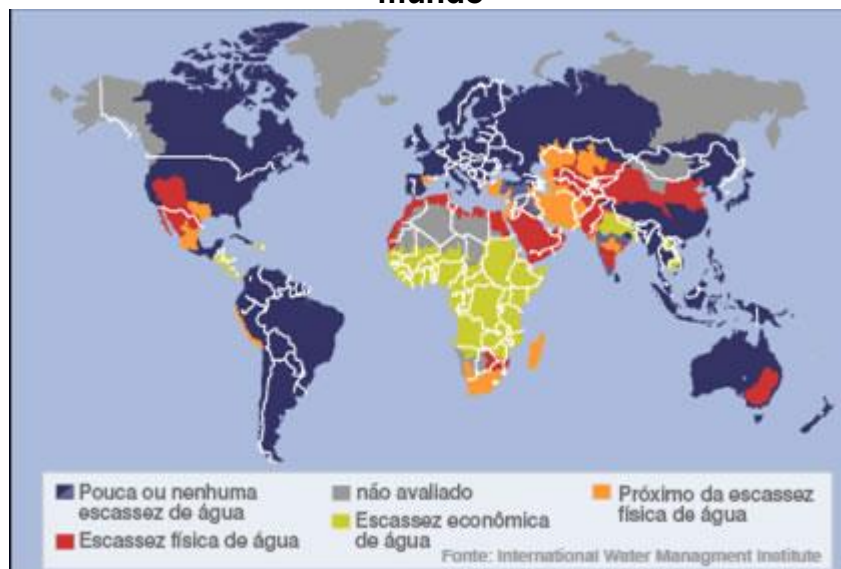 mundo
Pouca ou nenhuma
escassez de água
Escassez física de água
não avaliado
Escassez econômica
de água
Próximo da escassez
física de água
Fonte: International Water Managment Institute